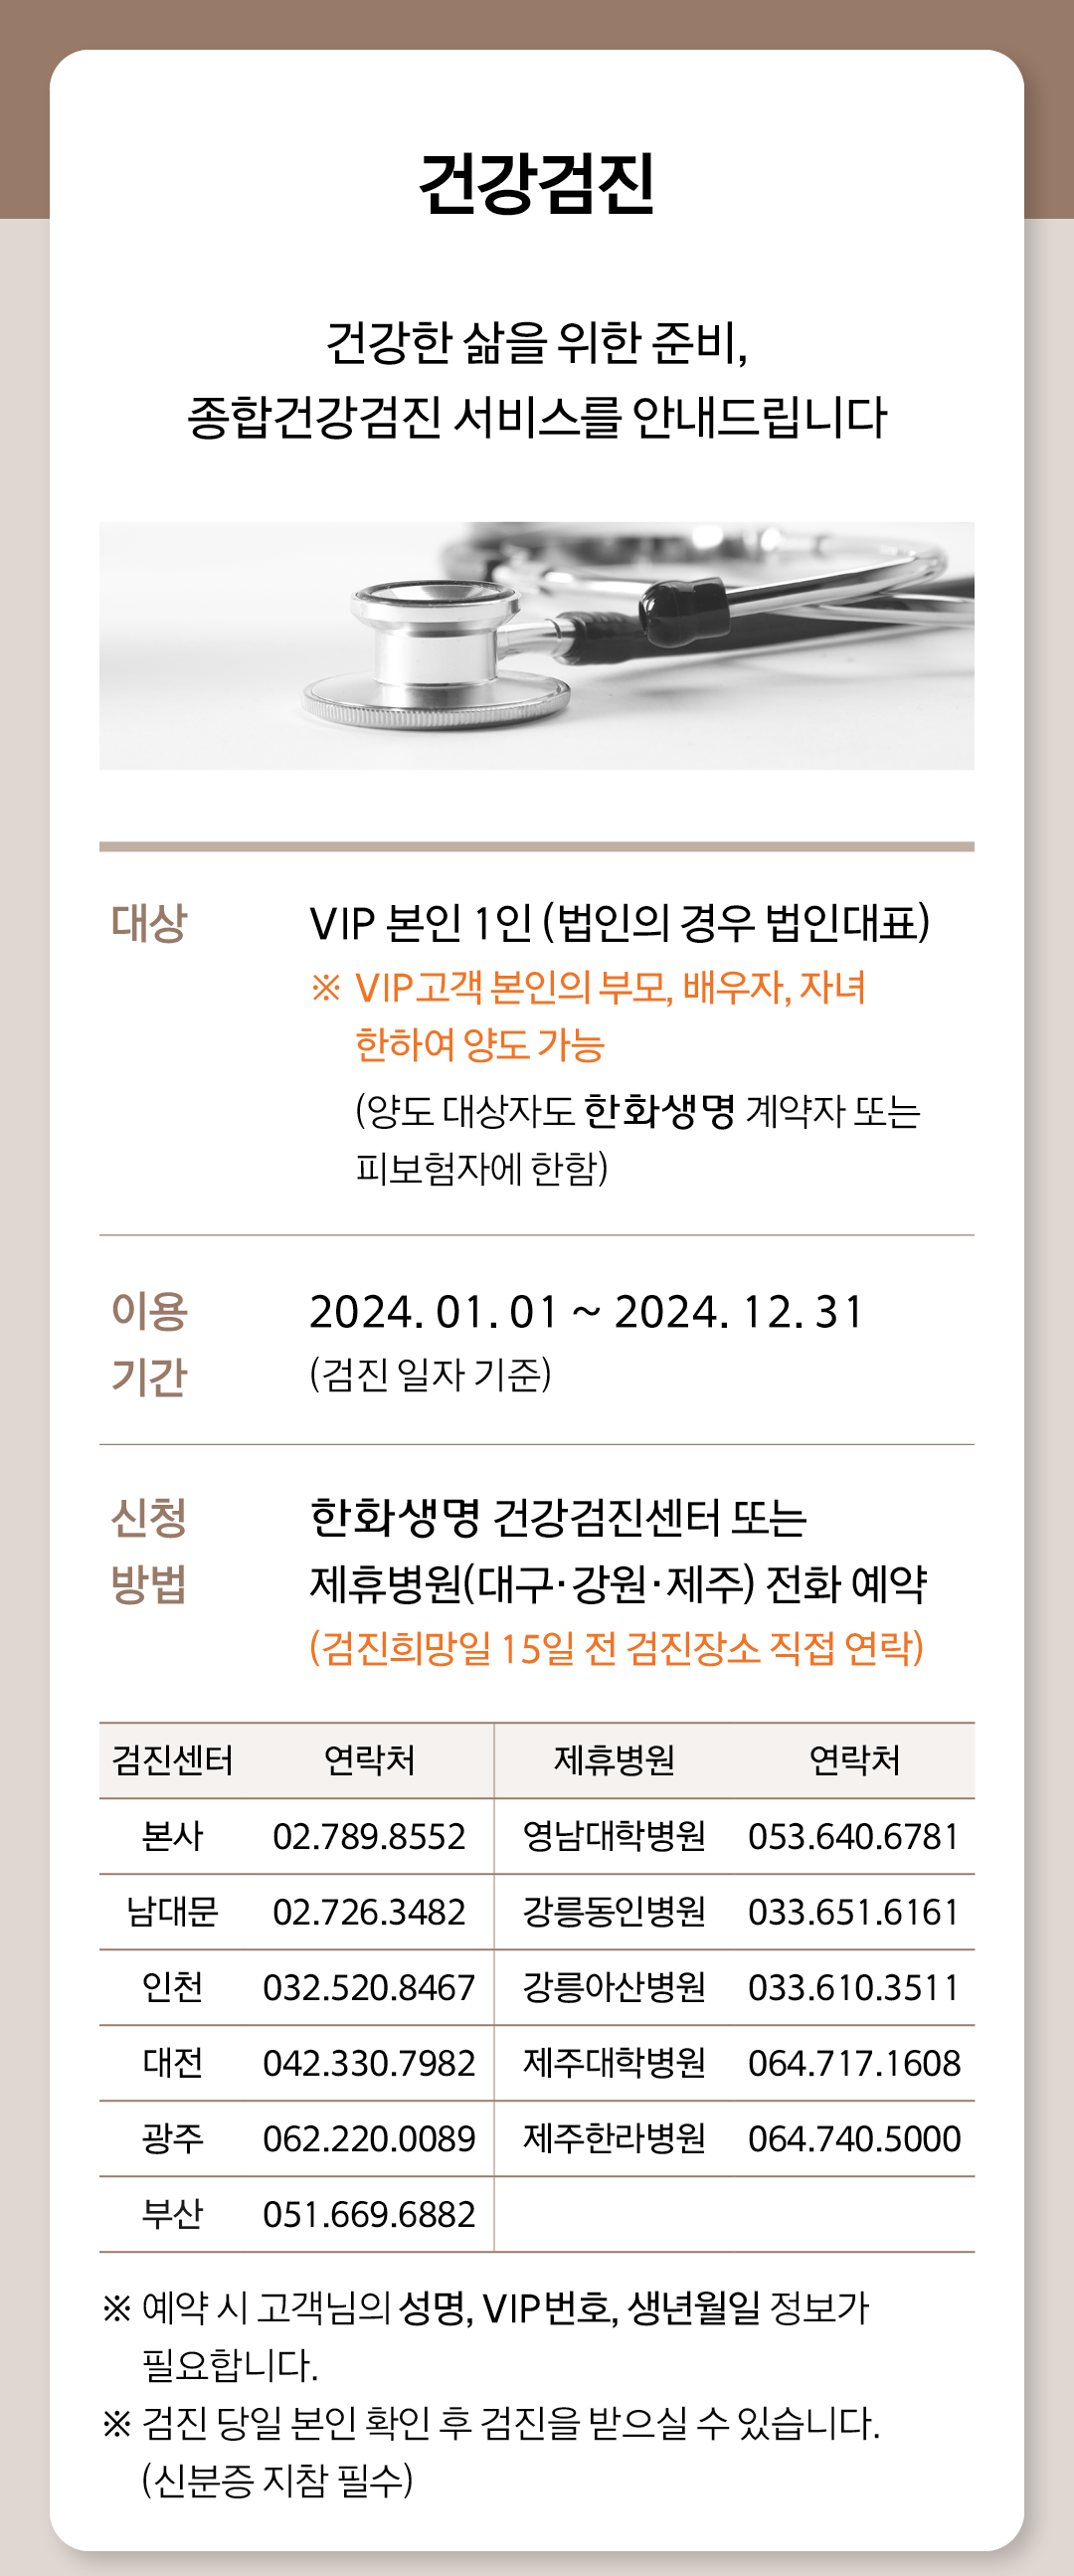 건강검진
건강한 삶을 위한 준비,
종합건강검진 서비스를 안내드립니다
대상
VIP 본인 1인 (법인의 경우 법인대표)
※ VIP고객 본인의 부모, 배우자, 자녀
한하여 양도 가능
(양도 대상자도 한화생명 계약자 또는
피보험자에 한함)
이용
기간
2024. 01. 01 ~ 2024. 12. 31
(검진 일자 기준)
신청
방법
한화생명 건강검진센터 또는
제휴병원(대구·강원·제주) 전화 예약
(검진희망일 15일 전 검진장소 직접 연락)
검진센터 연락처 제휴병원 연락처
본사 02.789.8552 영남대학병원 053.640.6781
남대문 02.726.3482 강릉동인병원 033.651.6161
인천 032.520.8467 강릉아산병원 033.610.3511
대전 042.330.7982 제주대학병원 064.717.1608
광주 062.220.0089 제주한라병원 064.740.5000
부산 051.669.6882
※ 예약 시 고객님의 성명, VIP번호, 생년월일 정보가
필요합니다.
※ 검진 당일 본인 확인 후 검진을 받으실 수 있습니다.
(신분증 지참 필수)